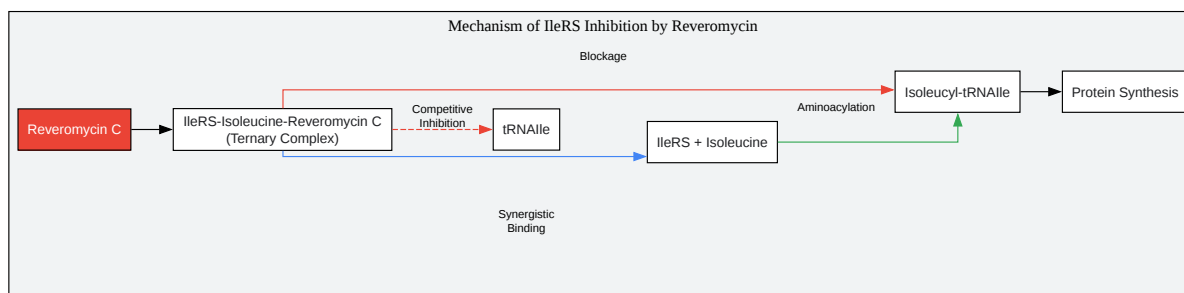 Mechanism of IleRS Inhibition by Reveromycin
Blockage
Reveromycin C
IleRS-Isoleucine-Reveromycin C
(Ternary Complex)
Competitive
Inhibition
tRNAIle
IleRS + Isoleucine
Aminoacylation
Isoleucyl-tRNAIle
Protein Synthesis
Synergistic
Binding